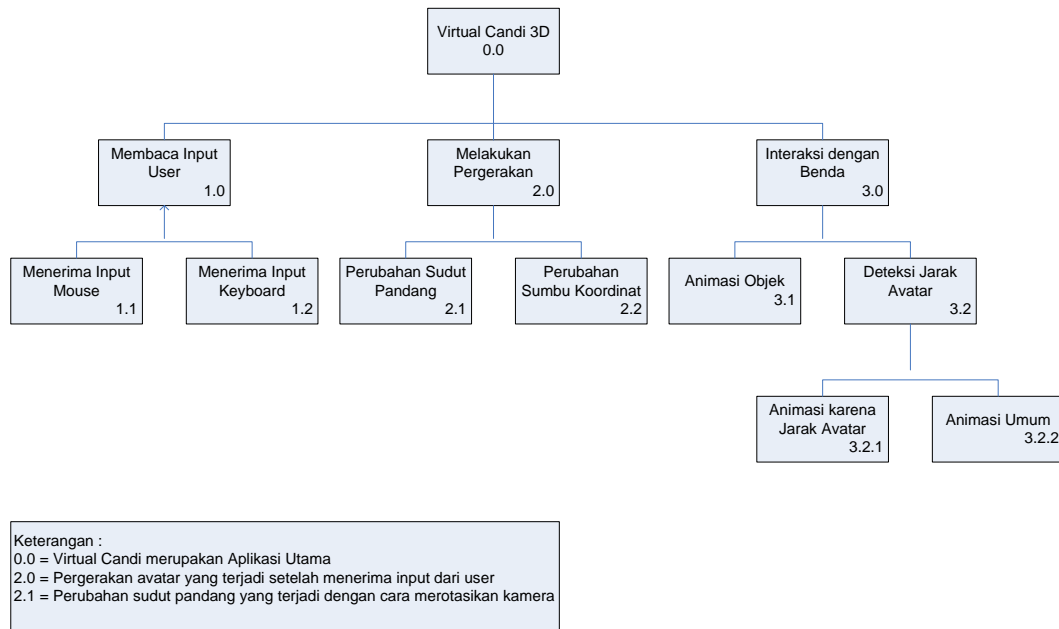 Virtual Candi 3D
0.0
Membaca Input
User
1.0
Melakukan
Pergerakan
2.0
Interaksi dengan
Benda
3.0
Menerima Input
Mouse
1.1
Menerima Input
Keyboard
1.2
Perubahan Sudut
Pandang
2.1
Perubahan
Sumbu Koordinat
2.2
Animasi Objek
3.1
Deteksi Jarak
Avatar
3.2
Animasi karena
Jarak Avatar
3.2.1
Animasi Umum
3.2.2
Keterangan :
0.0 = Virtual Candi merupakan Aplikasi Utama
2.0 = Pergerakan avatar yang terjadi setelah menerima input dari user
2.1 = Perubahan sudut pandang yang terjadi dengan cara merotasikan kamera